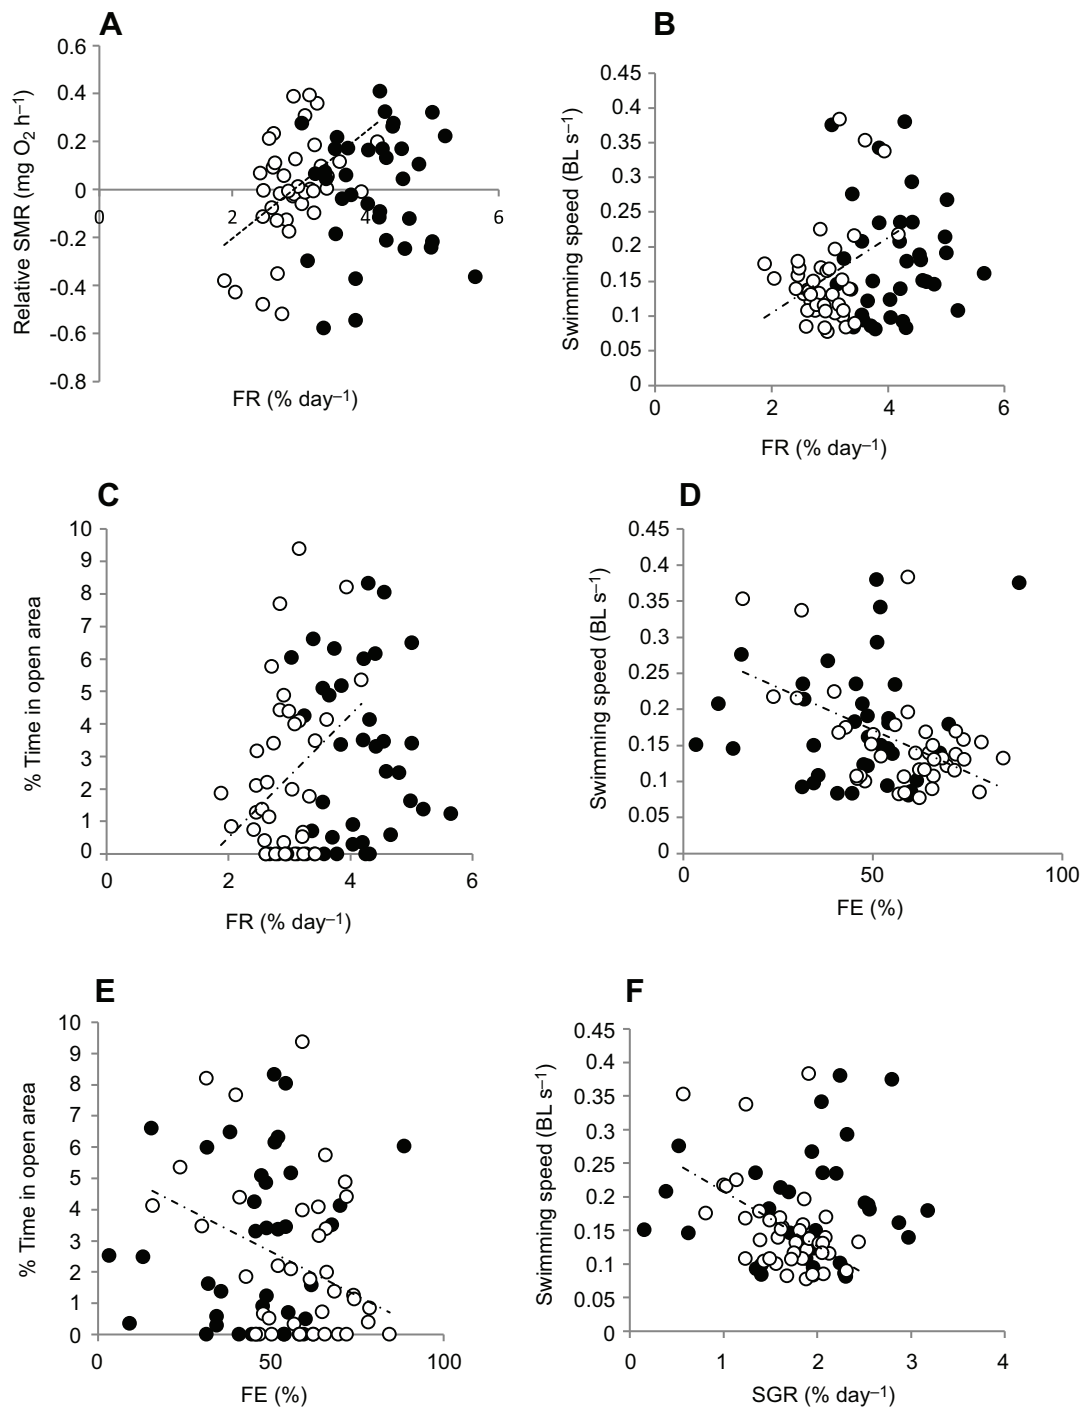 A
0.6
0.4
0.2
0
-0.2
-0.4
-0.6
-0.8
0 2 4 6
Relative SMR (mg O2 h–1)
FR (% day–1)
B
0.45
0.4
0.35
0.3
0.25
0.2
0.15
0.1
0.05
0
0 2 4 6
Swimming speed (BL s–1)
FR (% day–1)
C
10
9
8
7
6
5
4
3
2
1
0
0 2 4 6
% Time in open area
FR (% day–1)
D
0.45
0.4
0.35
0.3
0.25
0.2
0.15
0.1
0.05
0
0 50 100
Swimming speed (BL s–1)
FE (%)
E
10
9
8
7
6
5
4
3
2
1
0
0 50 100
% Time in open area
FE (%)
F
0.45
0.4
0.35
0.3
0.25
0.2
0.15
0.1
0.05
0
0 1 2 3 4
Swimming speed (BL s–1)
SGR (% day–1)